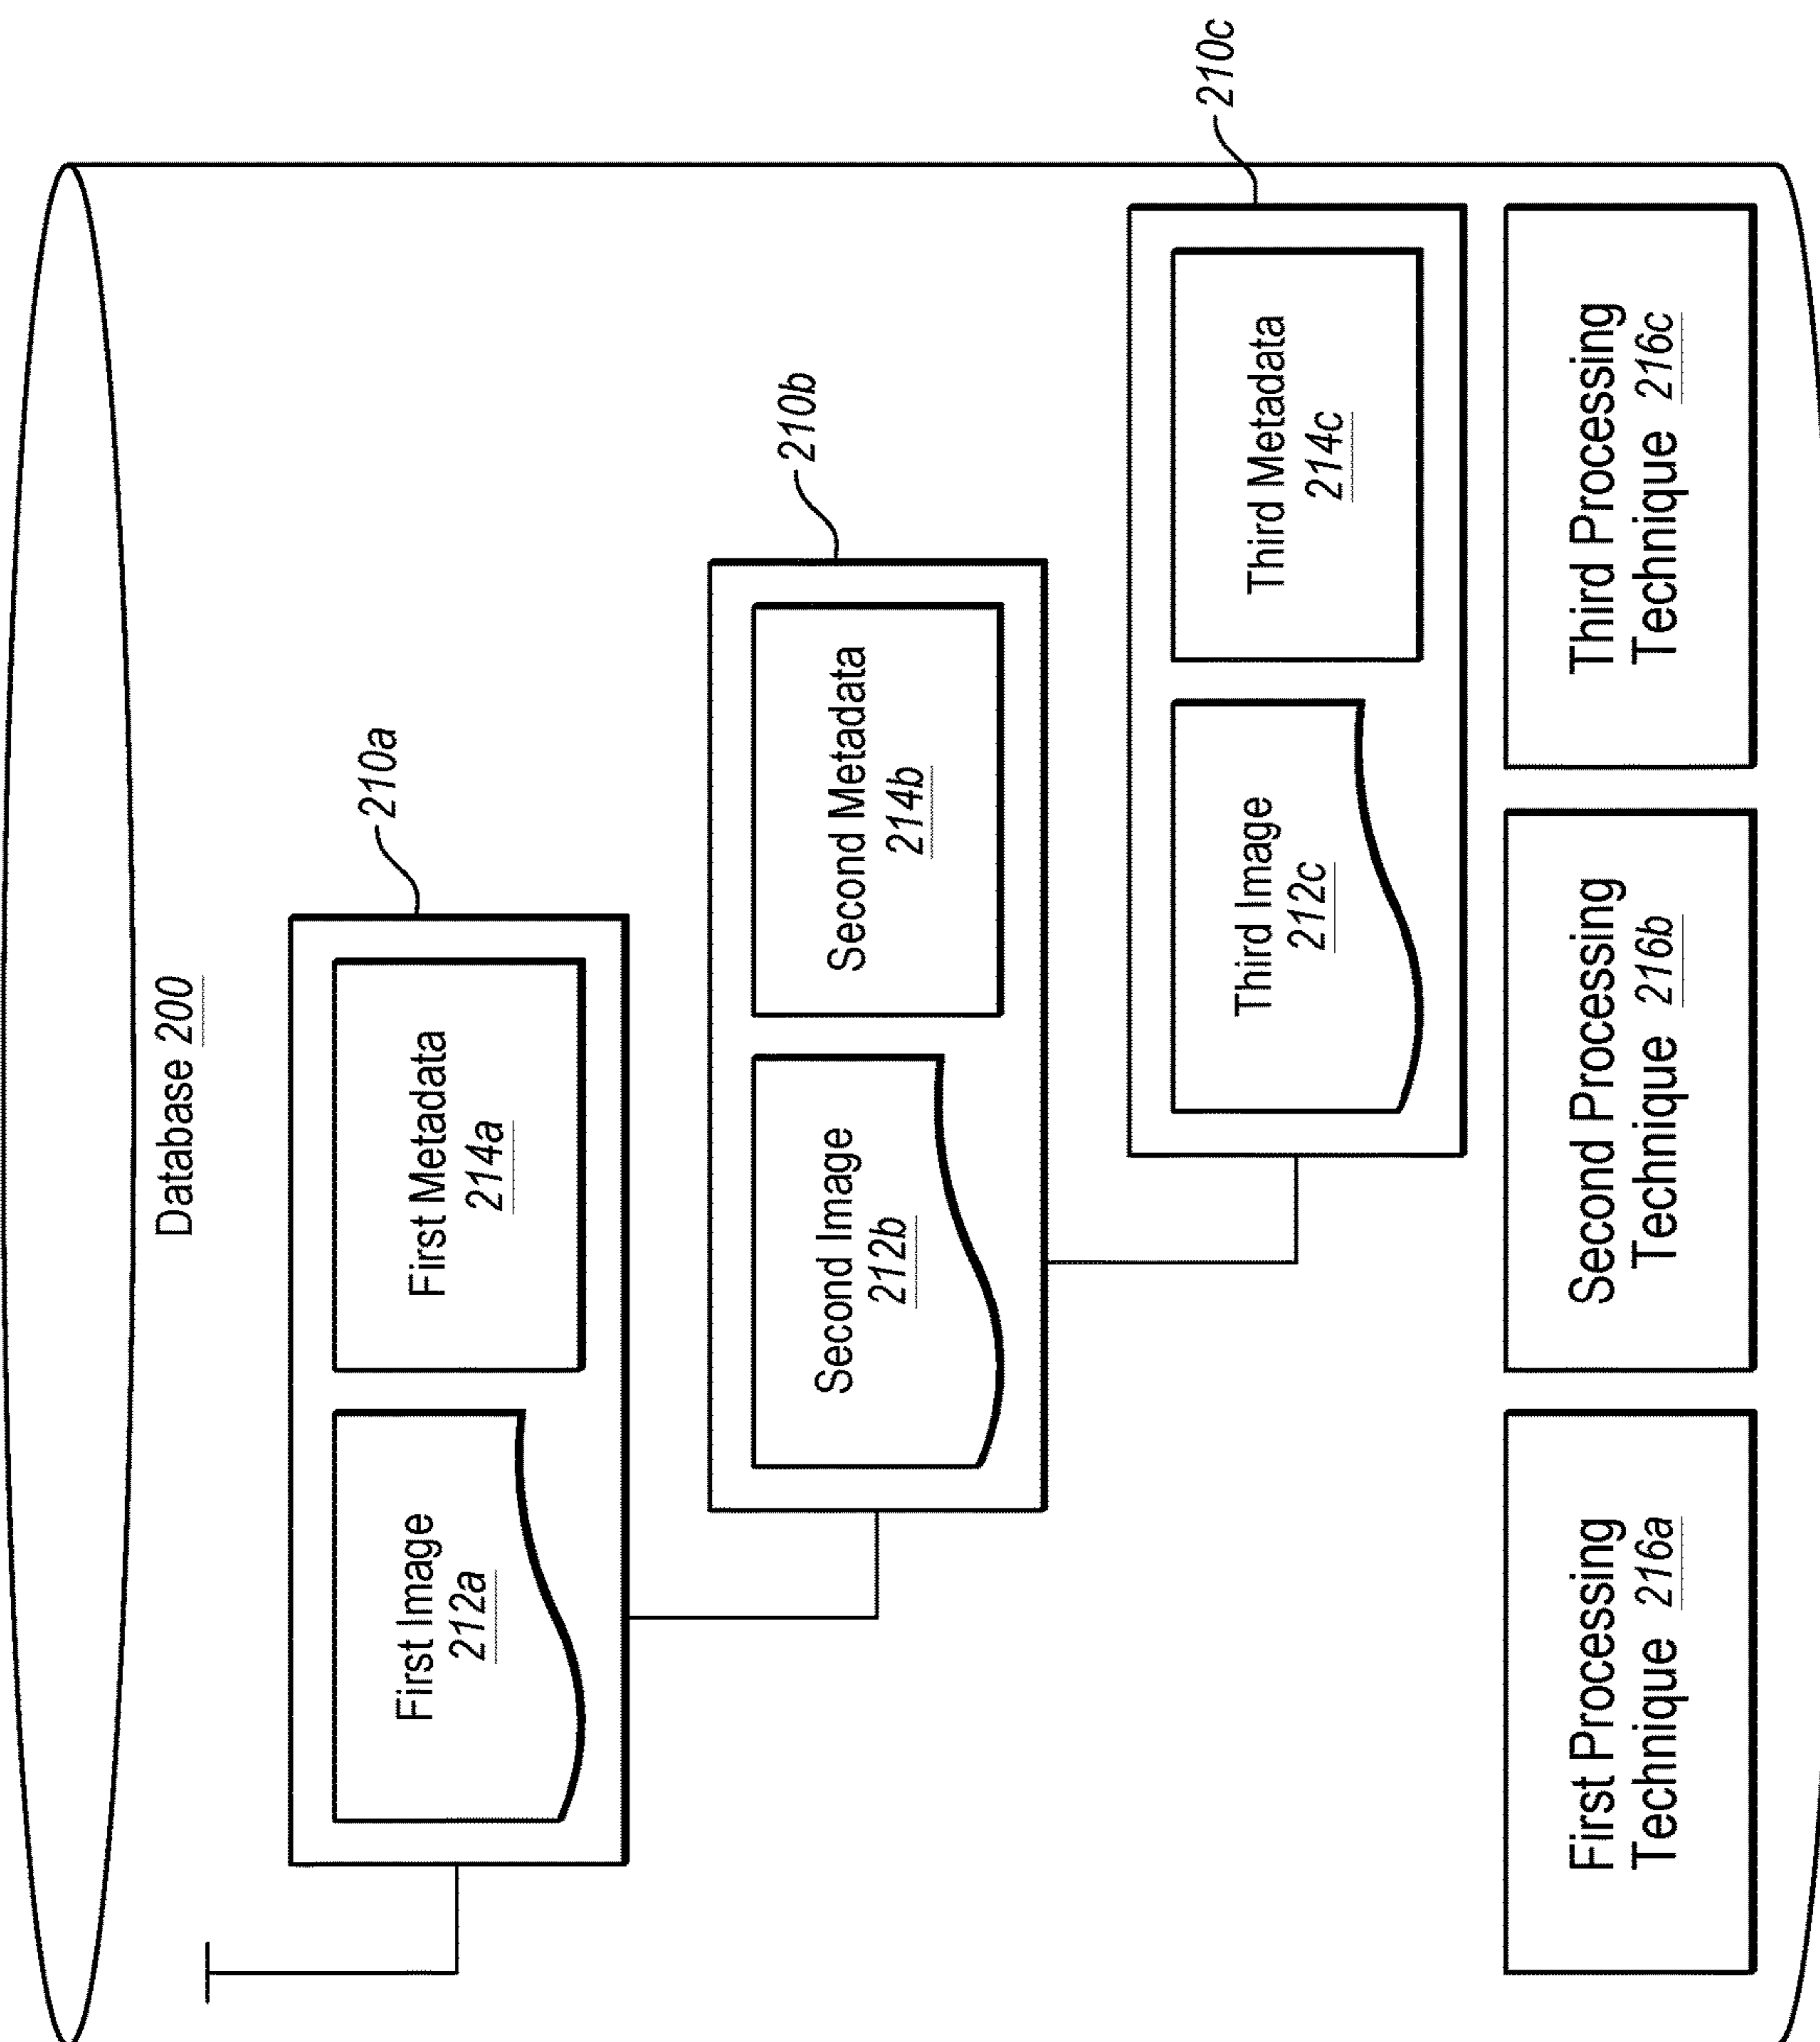 Database 200
210a
First Image
212a
First Metadata
214a
210b
Second Image
212b
Second Metadata
214b
210c
Third Image
212c
Third Metadata
214c
First Processing
Technique 216a
Second Processing
Technique 216b
Third Processing
Technique 216c